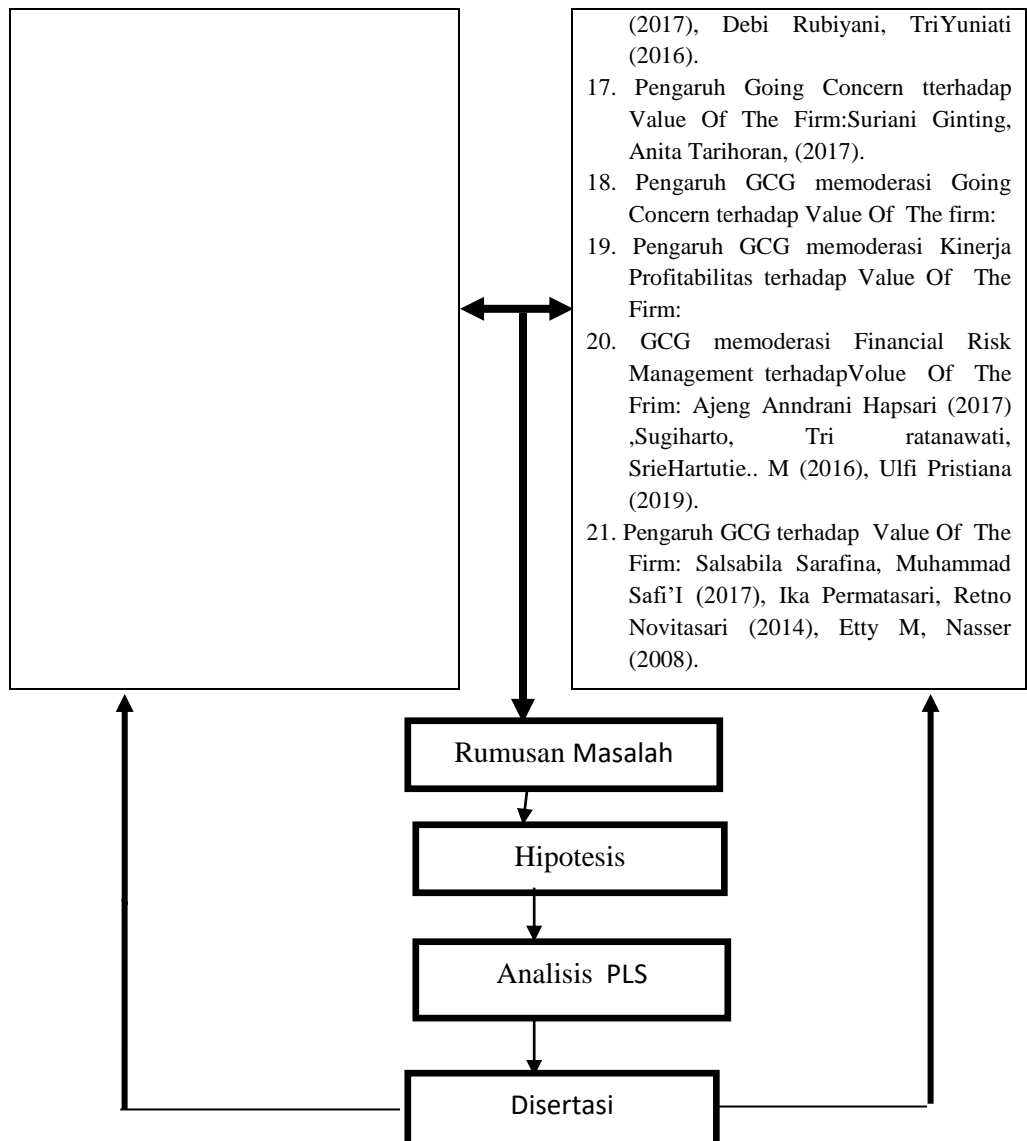 (2017), Debi Rubiyani, TriYuniati
(2016).
17. Pengaruh Going Concern tterhadap
Value Of The Firm:Suriani Ginting,
Anita Tarihoran, (2017).
18. Pengaruh GCG memoderasi Going
Concern terhadap Value Of The firm:
19. Pengaruh GCG memoderasi Kinerja
Profitabilitas terhadap Value Of The
Firm:
20. GCG memoderasi Financial Risk
Management terhadapVolue Of The
Frim: Ajeng Anndrani Hapsari (2017)
,Sugiharto, Tri ratanawati,
SrieHartutie.. M (2016), Ulfi Pristiana
(2019).
21. Pengaruh GCG terhadap Value Of The
Firm: Salsabila Sarafina, Muhammad
Safi’I (2017), Ika Permatasari, Retno
Novitasari (2014), Etty M, Nasser
(2008).
Rumusan Masalah
Hipotesis
Analisis PLS
Disertasi